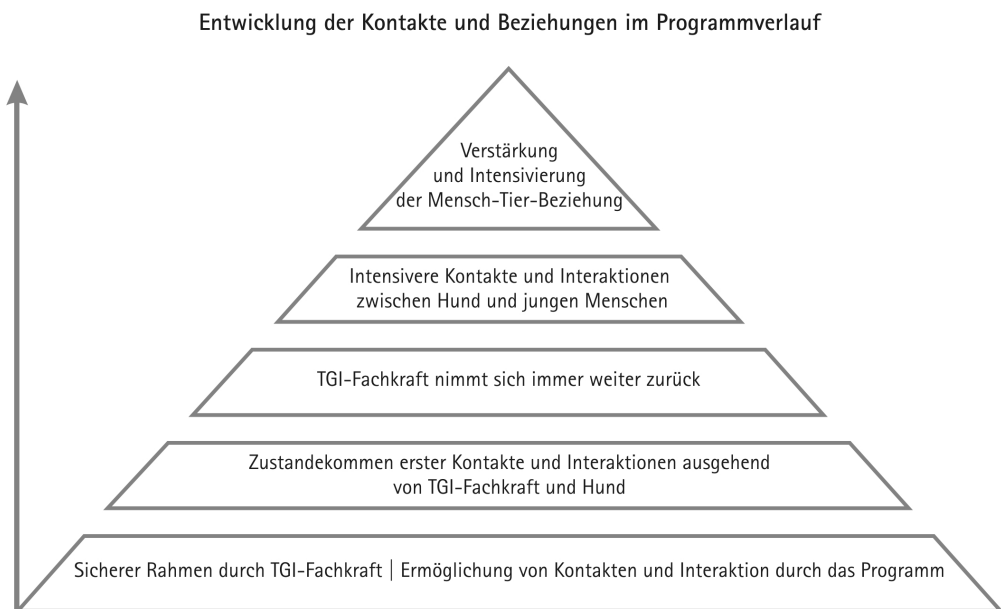 Entwicklung der Kontakte und Beziehungen im Programmverlauf
Verstärkung
und Intensivierung
der Mensch-Tier-Beziehung
Intensivere Kontakte und Interaktionen
zwischen Hund und jungen Menschen
TGI-Fachkraft nimmt sich immer weiter zurück
Zustandekommen erster Kontakte und Interaktionen ausgehend
von TGI-Fachkraft und Hund
Sicherer Rahmen durch TGI-Fachkraft | Ermöglichung von Kontakten und Interaktion durch das Programm